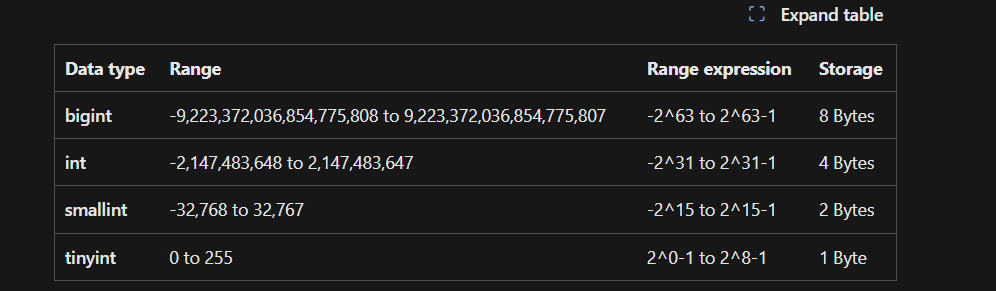 Expand table
Data type Range Range expression Storage
bigint -9,223,372,036,854,775,808 to 9,223,372,036,854,775,807 -2^63 to 2^63-1 8 Bytes
int -2,147,483,648 to 2,147,483,647 -2^31 to 2^31-1 4 Bytes
smallint -32,768 to 32,767 -2^15 to 2^15-1 2 Bytes
tinyint 0 to 255 2^0-1 to 2^8-1 1 Byte